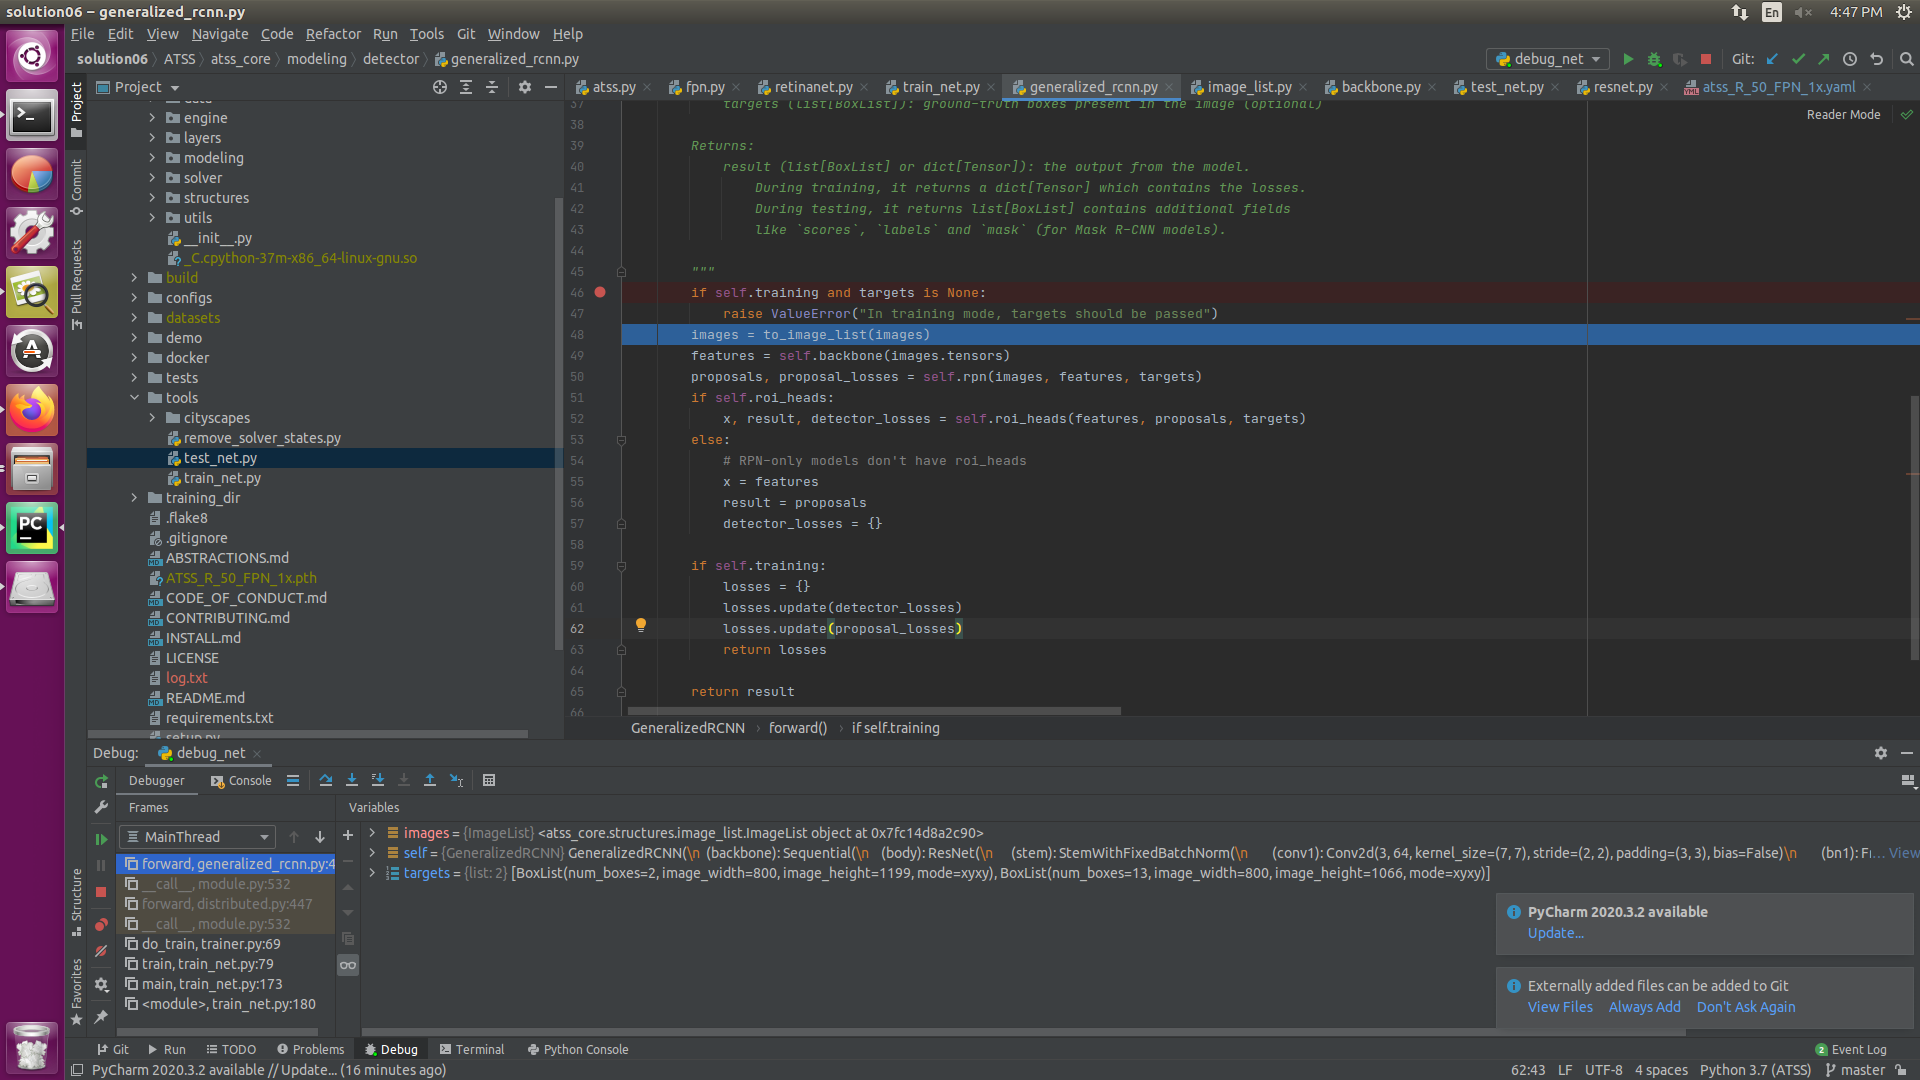 solution06 – generalized_rcnn.py
En
4:47 PM
File Edit View Navigate Code Refactor Run Tools Git Window Help
solution06 ATSS atss_core modeling detector generalized_rcnn.py
debug_net
Git:
Project
atss.py fpn.py retinanet.py train_net.py generalized_rcnn.py image_list.py backbone.py test_net.py resnet.py atss_R_50_FPN_1x.yaml
Project
Commit
Pull Requests
Structure
Favorites
data
engine
layers
modeling
solver
structures
utils
__init__.py
_C.cpython-37m-x86_64-linux-gnu.so
build
configs
datasets
demo
docker
tests
tools
cityscapes
remove_solver_states.py
test_net.py
train_net.py
training_dir
.flake8
.gitignore
ABSTRACTIONS.md
ATSS_R_50_FPN_1x.pth
CODE_OF_CONDUCT.md
CONTRIBUTING.md
INSTALL.md
LICENSE
log.txt
README.md
requirements.txt
setup.py
Reader Mode
37 targets (list[BoxList]): ground-truth boxes present in the image (optional)
38
39 Returns:
40 result (list[BoxList] or dict[Tensor]): the output from the model.
41 During training, it returns a dict[Tensor] which contains the losses.
42 During testing, it returns list[BoxList] contains additional fields
43 like `scores`, `labels` and `mask` (for Mask R-CNN models).
44
45 """
46 if self.training and targets is None:
47 raise ValueError("In training mode, targets should be passed")
48 images = to_image_list(images)
49 features = self.backbone(images.tensors)
50 proposals, proposal_losses = self.rpn(images, features, targets)
51 if self.roi_heads:
52 x, result, detector_losses = self.roi_heads(features, proposals, targets)
53 else:
54 # RPN-only models don't have roi_heads
55 x = features
56 result = proposals
57 detector_losses = {}
58
59 if self.training:
60 losses = {}
61 losses.update(detector_losses)
62 losses.update(proposal_losses)
63 return losses
64
65 return result
66
GeneralizedRCNN forward() if self.training
Debug: debug_net
Debugger Console
Frames
Variables
MainThread
forward, generalized_rcnn.py:4
__call__, module.py:532
forward, distributed.py:447
__call__, module.py:532
do_train, trainer.py:69
train, train_net.py:79
main, train_net.py:173
<module>, train_net.py:180
images = {ImageList} <atss_core.structures.image_list.ImageList object at 0x7fc14d8a2c90>
self = {GeneralizedRCNN} GeneralizedRCNN(\n (backbone): Sequential(\n (body): ResNet(\n (stem): StemWithFixedBatchNorm(\n (conv1): Conv2d(3, 64, kernel_size=(7, 7), stride=(2, 2), padding=(3, 3), bias=False)\n (bn1): Fr... View
targets = {list: 2} [BoxList(num_boxes=2, image_width=800, image_height=1199, mode=xyxy), BoxList(num_boxes=13, image_width=800, image_height=1066, mode=xyxy)]
PyCharm 2020.3.2 available
Update...
Externally added files can be added to Git
View Files Always Add Don't Ask Again
Git Run TODO Problems Debug Terminal Python Console
2 Event Log
PyCharm 2020.3.2 available // Update... (16 minutes ago)
62:43 LF UTF-8 4 spaces Python 3.7 (ATSS) master
PC